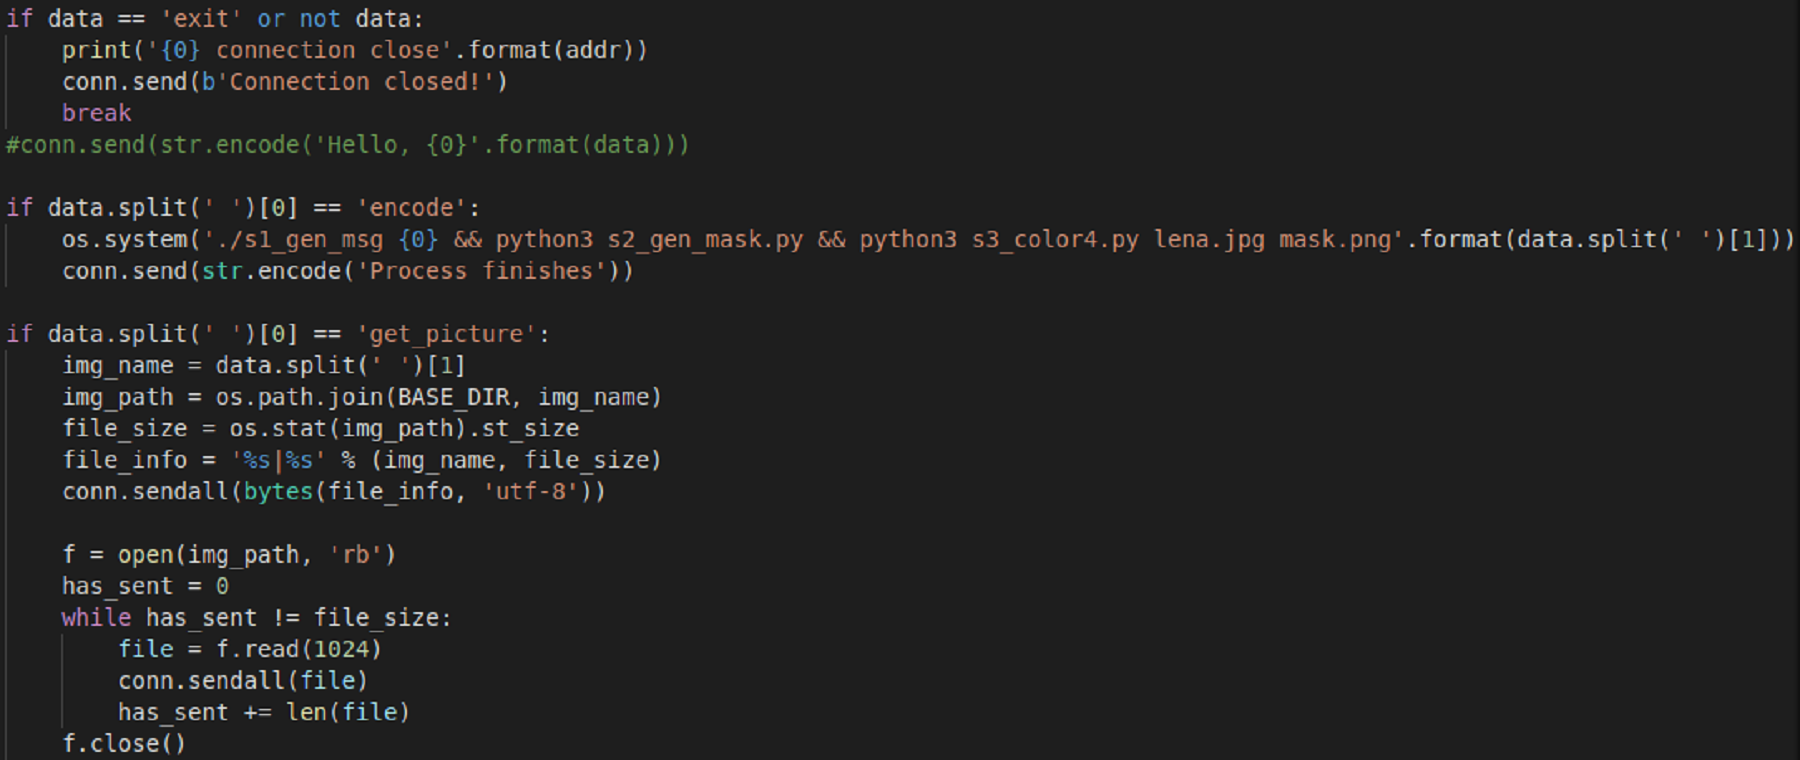 if data == 'exit' or not data:
    print('{0} connection close'.format(addr))
    conn.send(b'Connection closed!')
    break
#conn.send(str.encode('Hello, {0}'.format(data)))

if data.split(' ')[0] == 'encode':
    os.system('./s1_gen_msg {0} && python3 s2_gen_mask.py && python3 s3_color4.py lena.jpg mask.png'.format(data.split(' ')[1]))
    conn.send(str.encode('Process finishes'))

if data.split(' ')[0] == 'get_picture':
    img_name = data.split(' ')[1]
    img_path = os.path.join(BASE_DIR, img_name)
    file_size = os.stat(img_path).st_size
    file_info = '%s|%s' % (img_name, file_size)
    conn.sendall(bytes(file_info, 'utf-8'))

    f = open(img_path, 'rb')
    has_sent = 0
    while has_sent != file_size:
        file = f.read(1024)
        conn.sendall(file)
        has_sent += len(file)
    f.close()